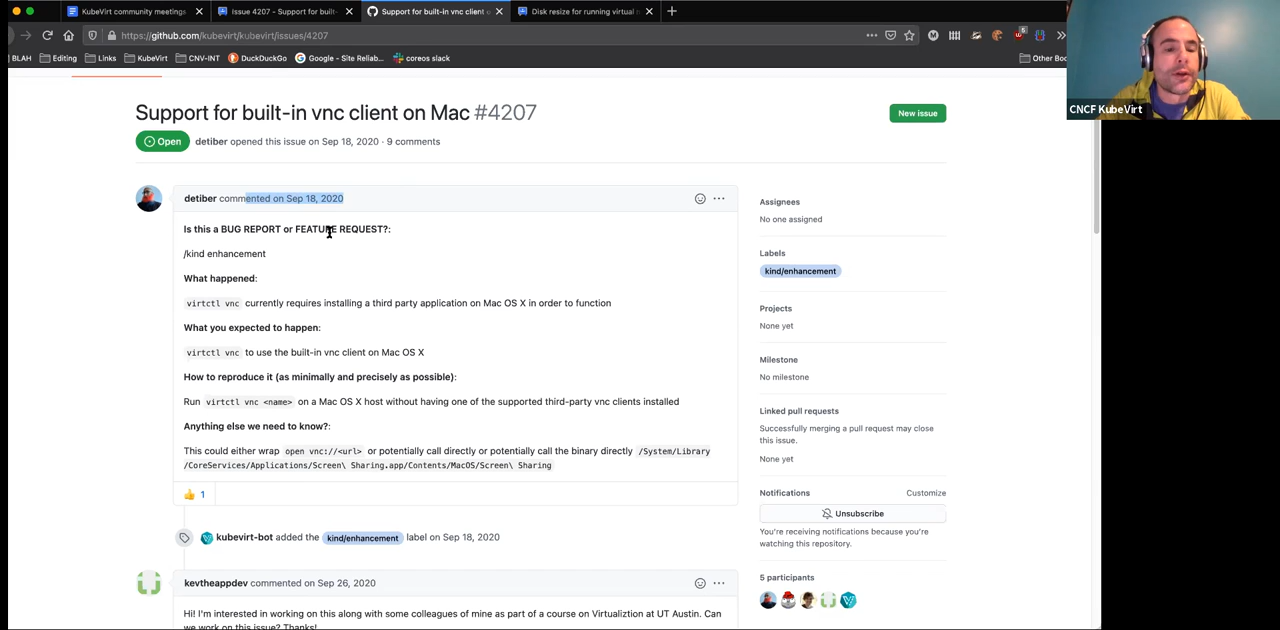 KubeVirt community meetings
Issue 4207 - Support for built-
Support for built-in vnc client o
Disk resize for running virtual
https://github.com/kubevirt/kubevirt/issues/4207
5
BLAH
Editing
Links
KubeVirt
CNV-INT
DuckDuckGo
Google - Site Reliab...
coreos slack
Other Boo
CNCF KubeVirt
Support for built-in vnc client on Mac #4207
New issue
Open
detiber opened this issue on Sep 18, 2020 · 9 comments
detiber commented on Sep 18, 2020
Is this a BUG REPORT or FEATURE REQUEST?:
/kind enhancement
What happened:
virtctl vnc currently requires installing a third party application on Mac OS X in order to function
What you expected to happen:
virtctl vnc to use the built-in vnc client on Mac OS X
How to reproduce it (as minimally and precisely as possible):
Run virtctl vnc <name> on a Mac OS X host without having one of the supported third-party vnc clients installed
Anything else we need to know?:
This could either wrap open vnc://<url> or potentially call directly or potentially call the binary directly /System/Library
/CoreServices/Applications/Screen\ Sharing.app/Contents/MacOS/Screen\ Sharing
👍 1
kubevirt-bot added the kind/enhancement label on Sep 18, 2020
kevtheappdev commented on Sep 26, 2020
Hi! I'm interested in working on this along with some colleagues of mine as part of a course on Virtualiztion at UT Austin. Can
we work on this issue? Thanks!
Assignees
No one assigned
Labels
kind/enhancement
Projects
None yet
Milestone
No milestone
Linked pull requests
Successfully merging a pull request may close
this issue.
None yet
Notifications
Customize
Unsubscribe
You're receiving notifications because you're
watching this repository.
5 participants